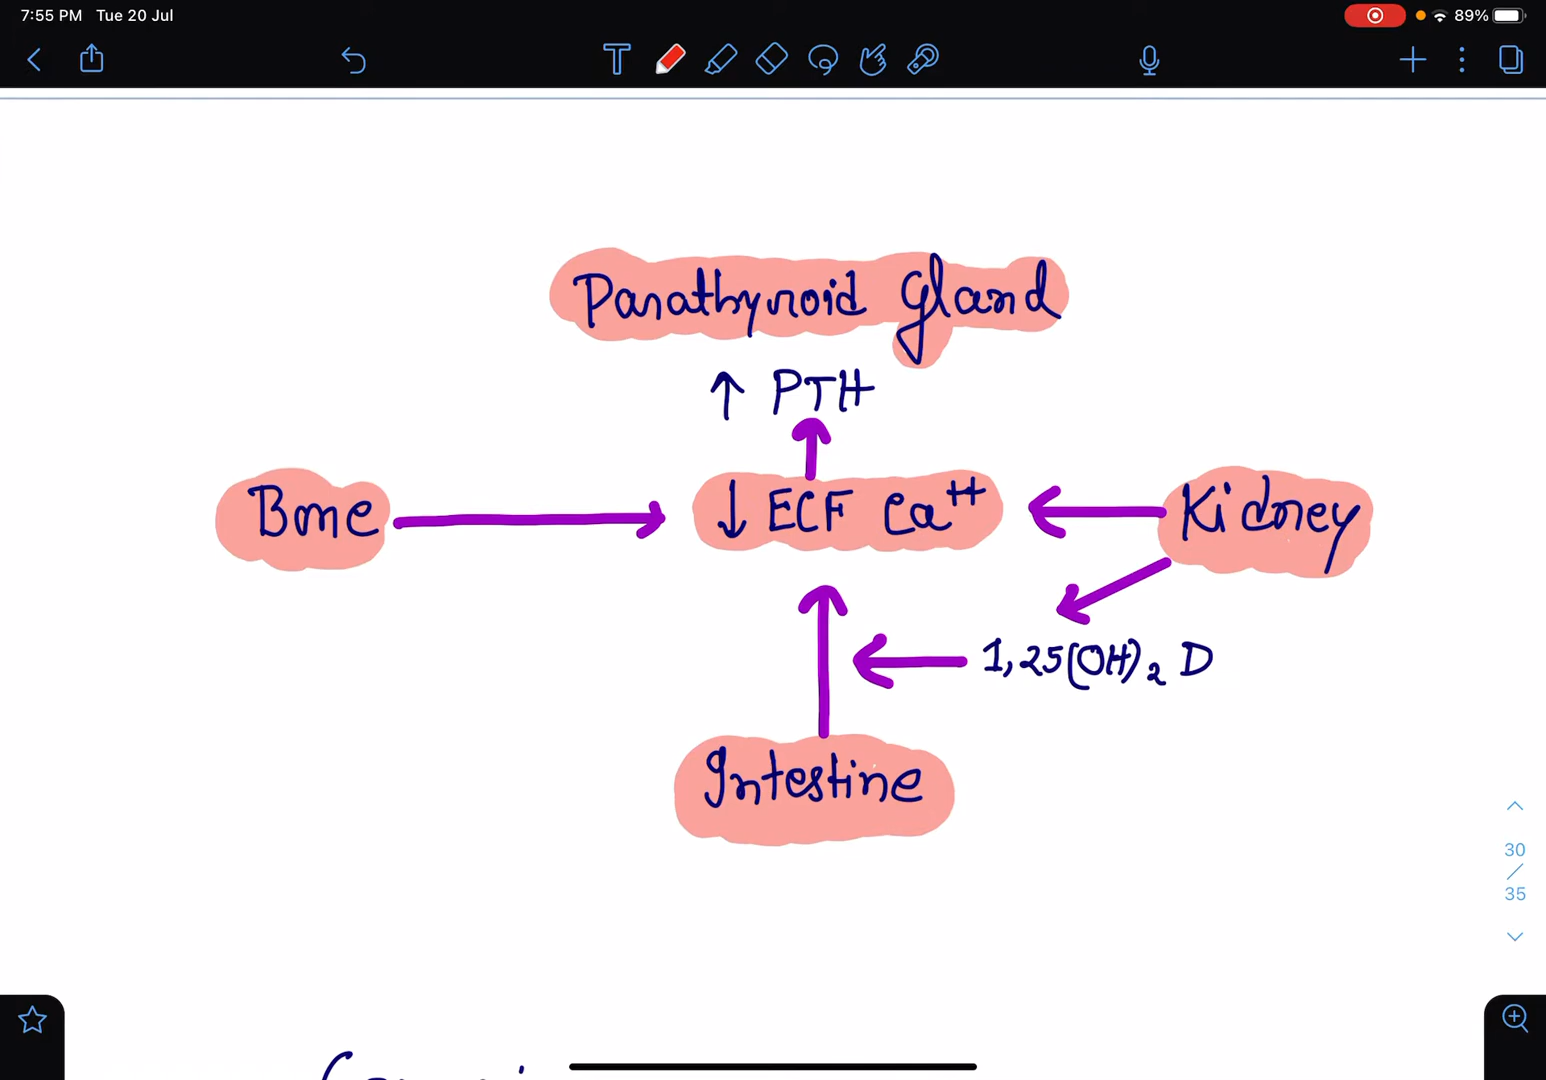 7:55 PM Tue 20 Jul
89%
Parathyroid Gland
↑ PTH
Bone
↓ ECF Ca++
Kidney
1,25(OH)2 D
Intestine
30
/
35